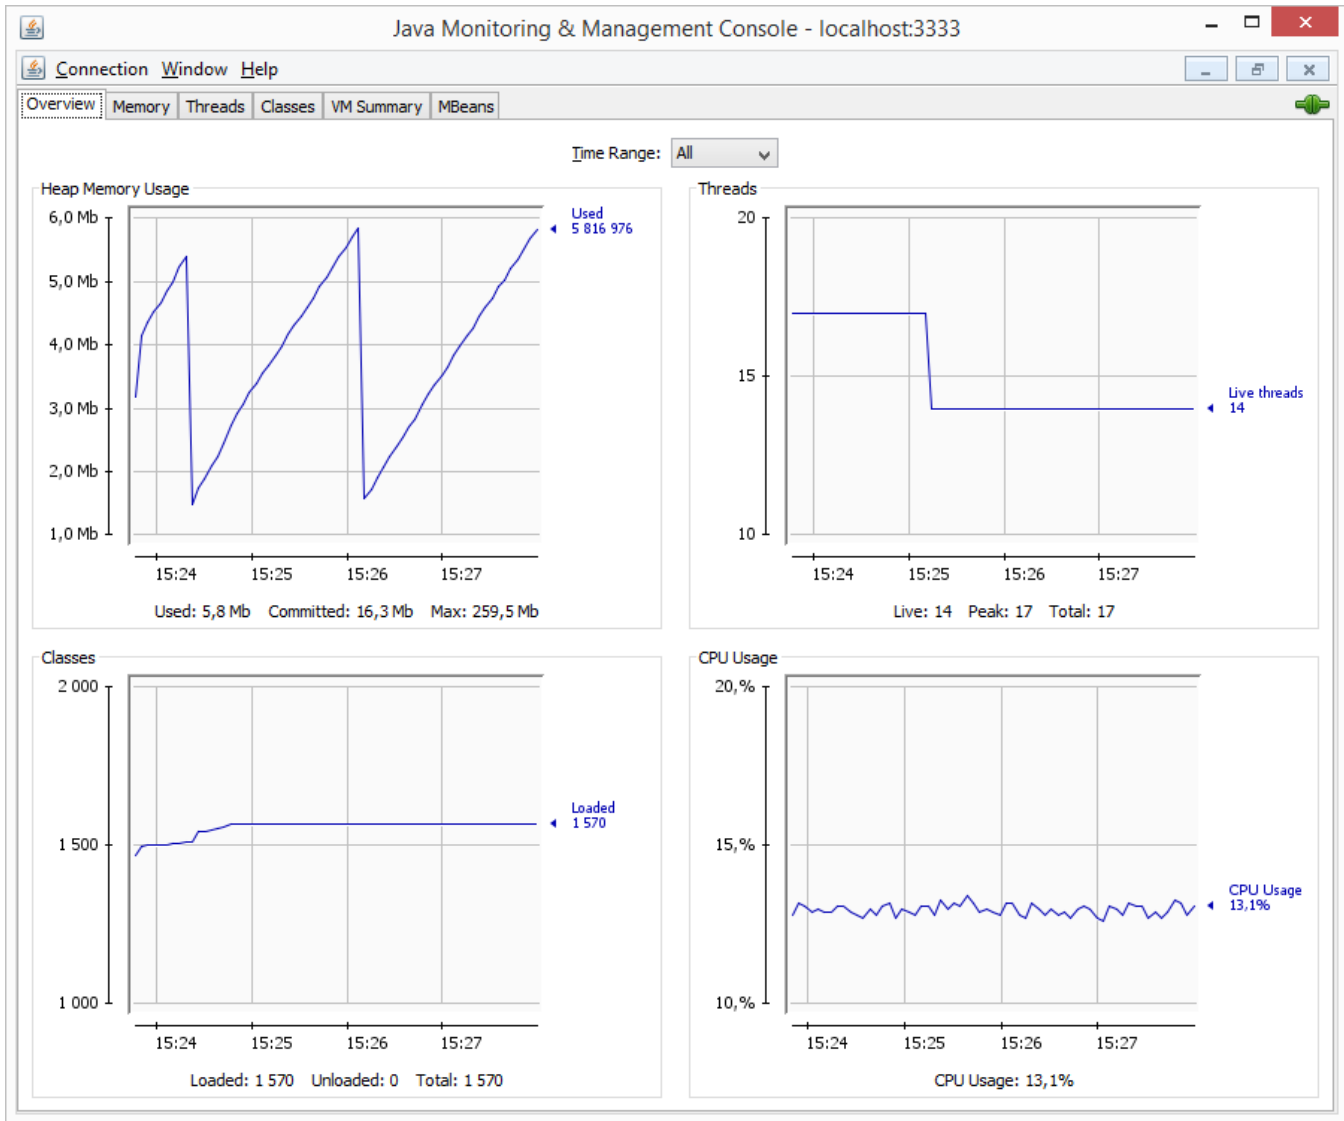 Java Monitoring & Management Console - localhost:3333
Connection Window Help
Overview Memory Threads Classes VM Summary MBeans
Time Range: All
Heap Memory Usage
6,0 Mb
5,0 Mb
4,0 Mb
3,0 Mb
2,0 Mb
1,0 Mb
Used
5 816 976
15:24 15:25 15:26 15:27
Used: 5,8 Mb Committed: 16,3 Mb Max: 259,5 Mb
Threads
20
15
10
Live threads
14
15:24 15:25 15:26 15:27
Live: 14 Peak: 17 Total: 17
Classes
2 000
1 500
1 000
Loaded
1 570
15:24 15:25 15:26 15:27
Loaded: 1 570 Unloaded: 0 Total: 1 570
CPU Usage
20,%
15,%
10,%
CPU Usage
13,1%
15:24 15:25 15:26 15:27
CPU Usage: 13,1%